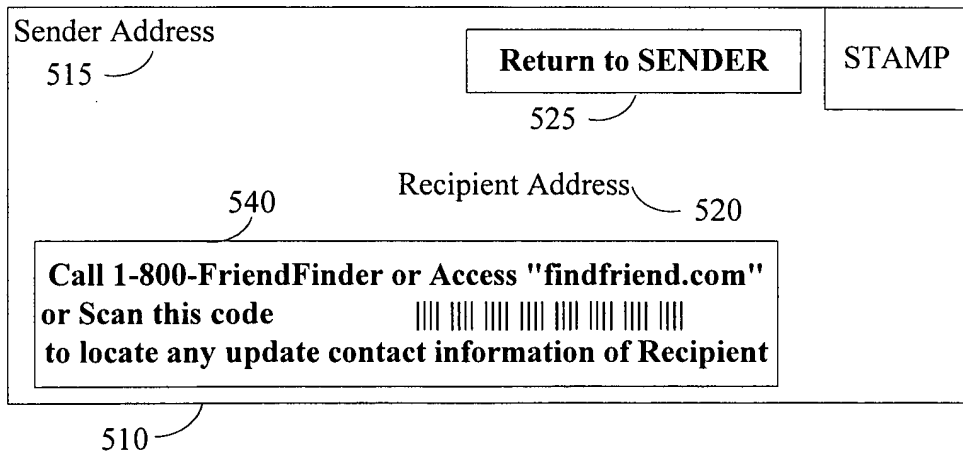 Sender Address
515
Return to SENDER
STAMP
525
Recipient Address
540
520
Call 1-800-FriendFinder or Access "findfriend.com"
or Scan this code
to locate any update contact information of Recipient
510